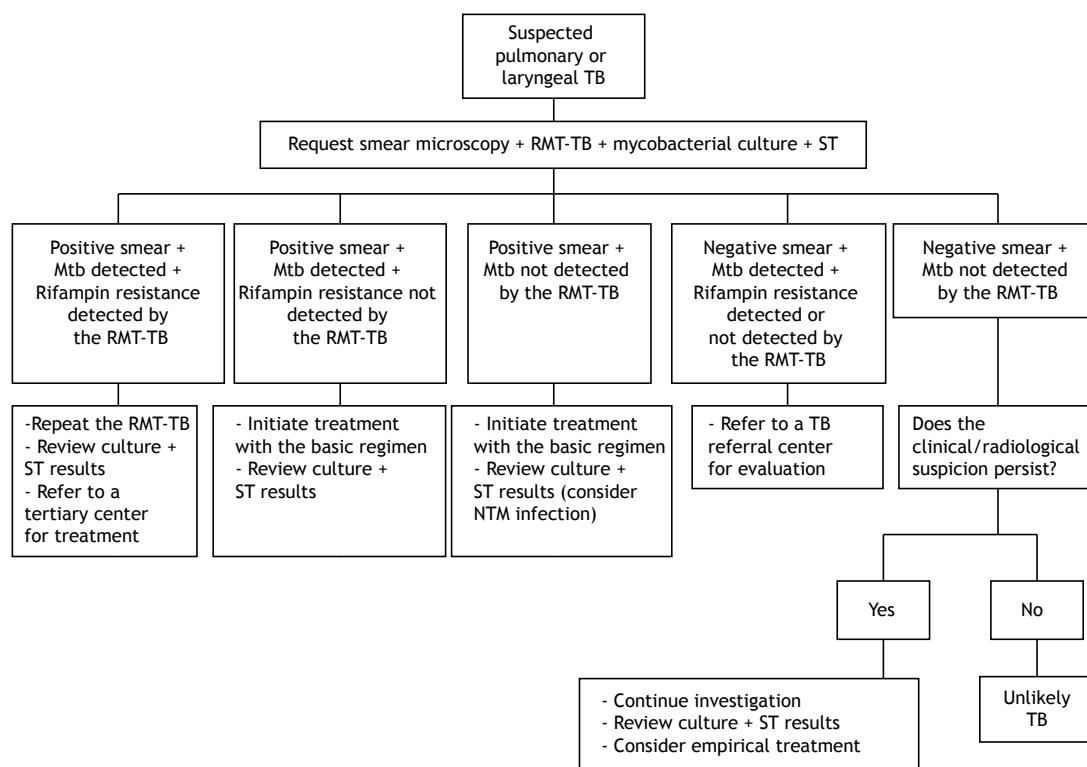 Suspected
pulmonary or
laryngeal TB
Request smear microscopy + RMT-TB + mycobacterial culture + ST
Positive smear +
Mtb detected +
Rifampin resistance
detected by
the RMT-TB
Positive smear +
Mtb detected +
Rifampin resistance not
detected by
the RMT-TB
Positive smear +
Mtb not detected
by the RMT-TB
Negative smear +
Mtb detected +
Rifampin resistance
detected or
not detected by
the RMT-TB
Negative smear +
Mtb not detected
by the RMT-TB
-Repeat the RMT-TB
- Review culture +
ST results
- Refer to a
tertiary center
for treatment
- Initiate treatment
with the basic regimen
- Review culture +
ST results
- Initiate treatment
with the basic regimen
- Review culture +
ST results (consider
NTM infection)
- Refer to a TB
referral center
for evaluation
Does the
clinical/radiological
suspicion persist?
Yes
No
- Continue investigation
- Review culture + ST results
- Consider empirical treatment
Unlikely
TB